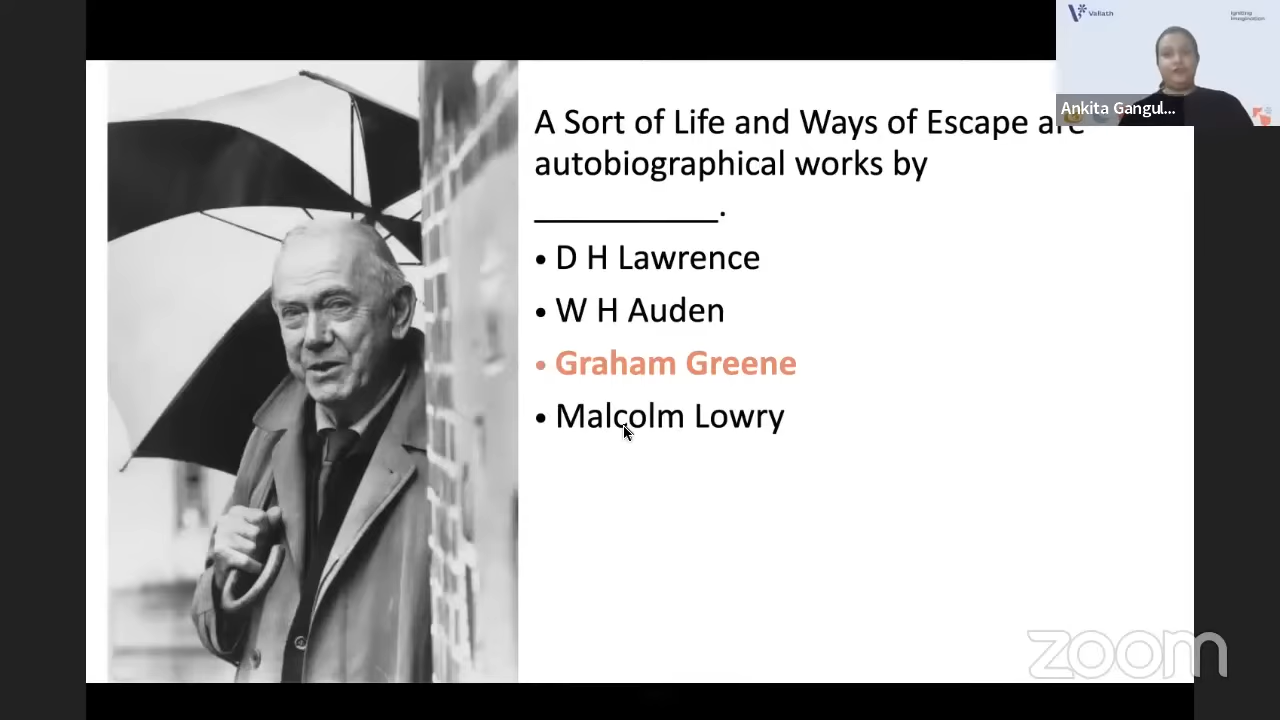 Valiath
Igniting
Imagination
Ankita Gangul...
A Sort of Life and Ways of Escape are
autobiographical works by
___________.
• D H Lawrence
• W H Auden
• Graham Greene
• Malcolm Lowry
zoom